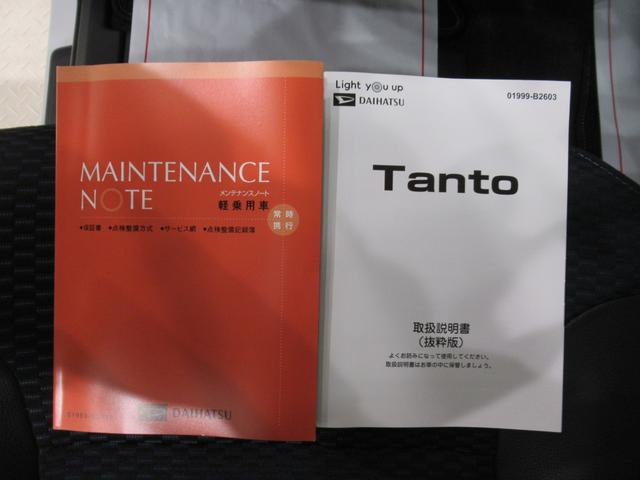 MAINTENANCE
NOTE
メンテナンスノート
軽乗用車
常時
携行
•保証書 •点検整備方式 •サービス網 •点検整備記録簿
DAIHATSU
Light you up
DAIHATSU
01999-B2603
Tanto
取扱説明書
(抜粋版)
よくお読みになって使用してください。
取扱説明書はお車の中に保管しましょう。